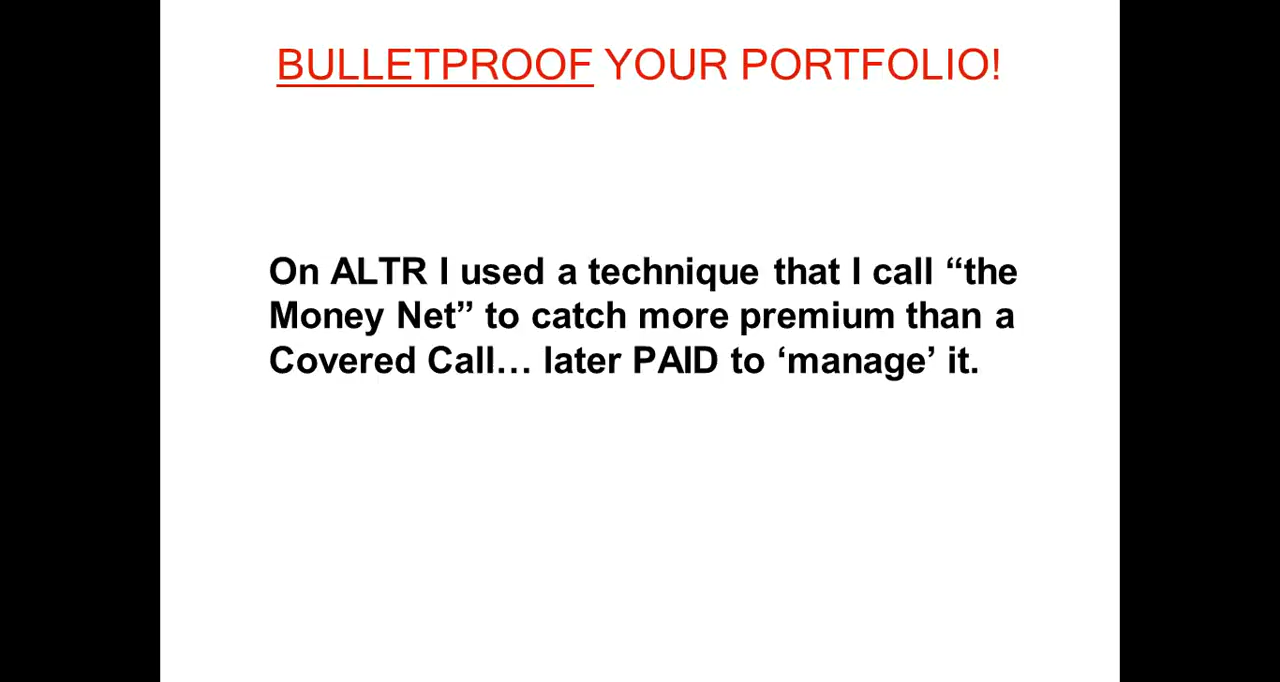 BULLETPROOF YOUR PORTFOLIO!
On ALTR I used a technique that I call “the
Money Net” to catch more premium than a
Covered Call… later PAID to ‘manage’ it.